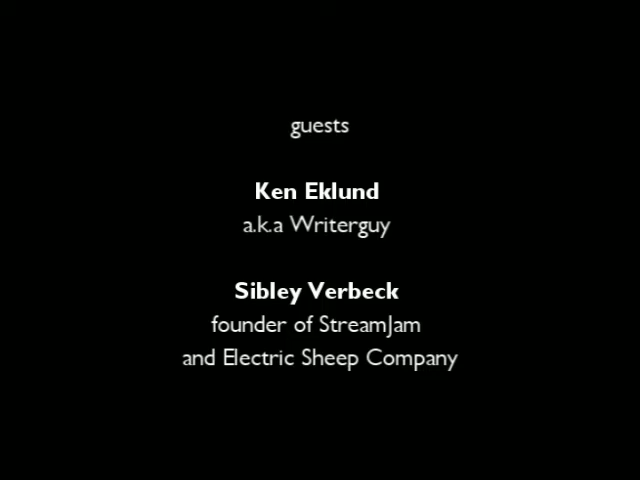 guests
Ken Eklund
a.k.a Writerguy
Sibley Verbeck
founder of StreamJam
and Electric Sheep Company